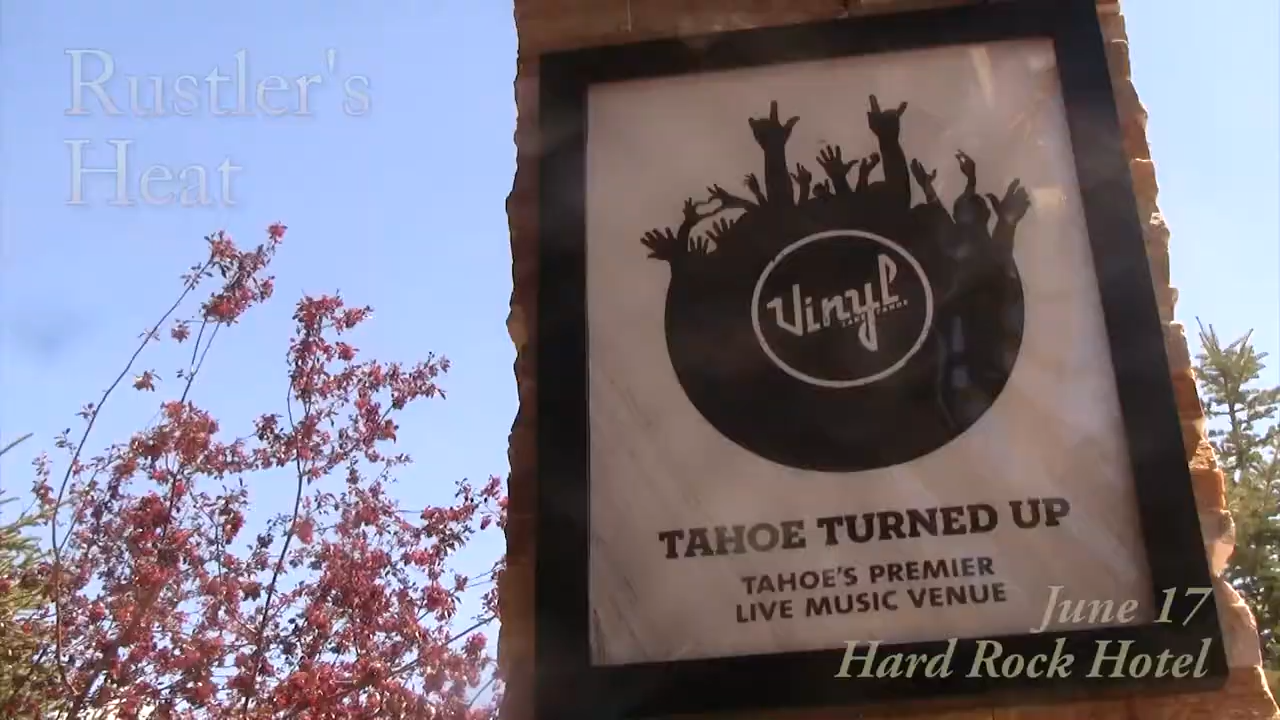 Rustler's
Heat
Vinyl
TAHOE TURNED UP
TAHOE'S PREMIER
LIVE MUSIC VENUE
June 17
Hard Rock Hotel